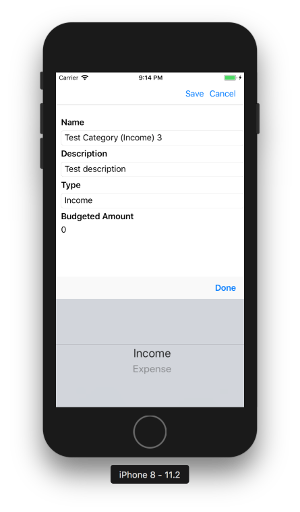 Carrier 9:14 PM
Save Cancel
Name
Test Category (Income) 3
Description
Test description
Type
Income
Budgeted Amount
0
Done
Income
Expense
iPhone 8 - 11.2